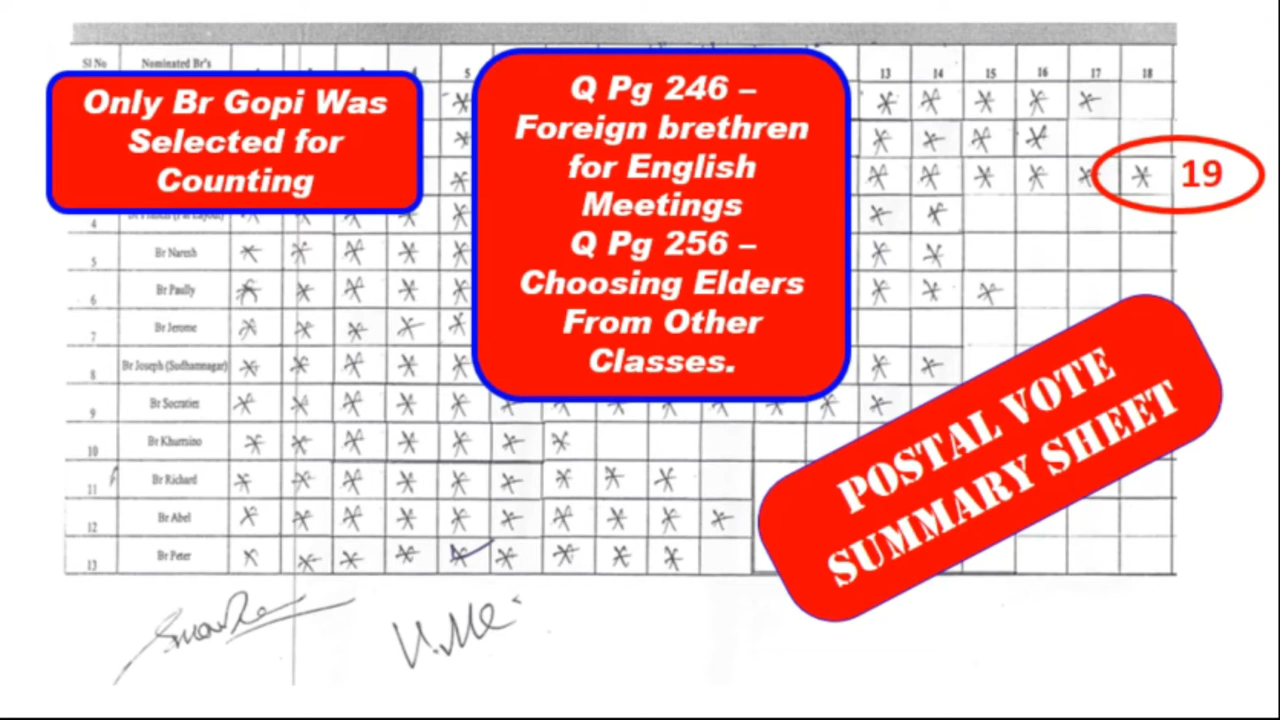 Sl No Nominated Br's 5 13 14 15 16 17 18
Only Br Gopi Was
Selected for
Counting
Q Pg 246 –
Foreign brethren
for English
Meetings
Q Pg 256 –
Choosing Elders
From Other
Classes.
19
4
5 Br Naresh
6 Br Paully
7 Br Jerome
8 Br Joseph (Sudhamnagar)
9 Br Socraties
10 Br Khumino
11 Br Richard
12 Br Abel
13 Br Peter
POSTAL VOTE
SUMMARY SHEET